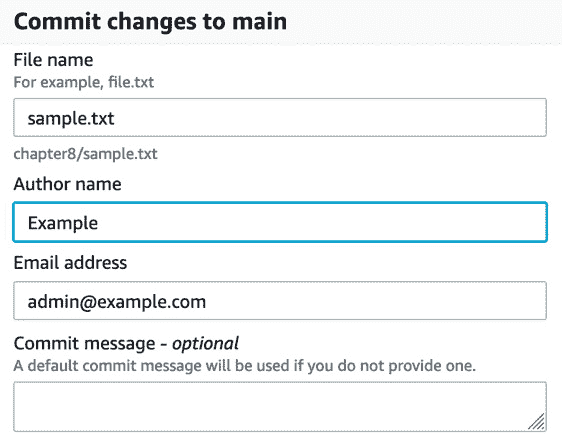 Commit changes to main
File name
For example, file.txt
sample.txt
chapter8/sample.txt
Author name
Example
Email address
admin@example.com
Commit message - optional
A default commit message will be used if you do not provide one.